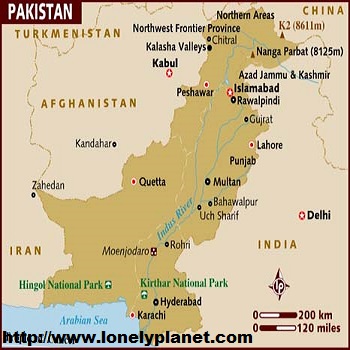 PAKISTAN
Northern Areas
CHINA
TURKMENISTAN
Northwest Frontier Province
K2 (8611m)
Chitral
Kalasha Valleys
Nanga Parbat (8125m)
Kabul
Azad Jammu & Kashmir
Peshawar
Islamabad
Rawalpindi
AFGHANISTAN
Gujrat
Kandahar
Lahore
Punjab
Zahedan
Quetta
Multan
Bahawalpur
Uch Sharif
Delhi
Indus River
IRAN
Moenjodaro
Rohri
INDIA
Hingol National Park
Kirthar National Park
Hyderabad
Karachi
Arabian Sea
0 200 km
0 120 miles
http://www.lonelyplanet.com